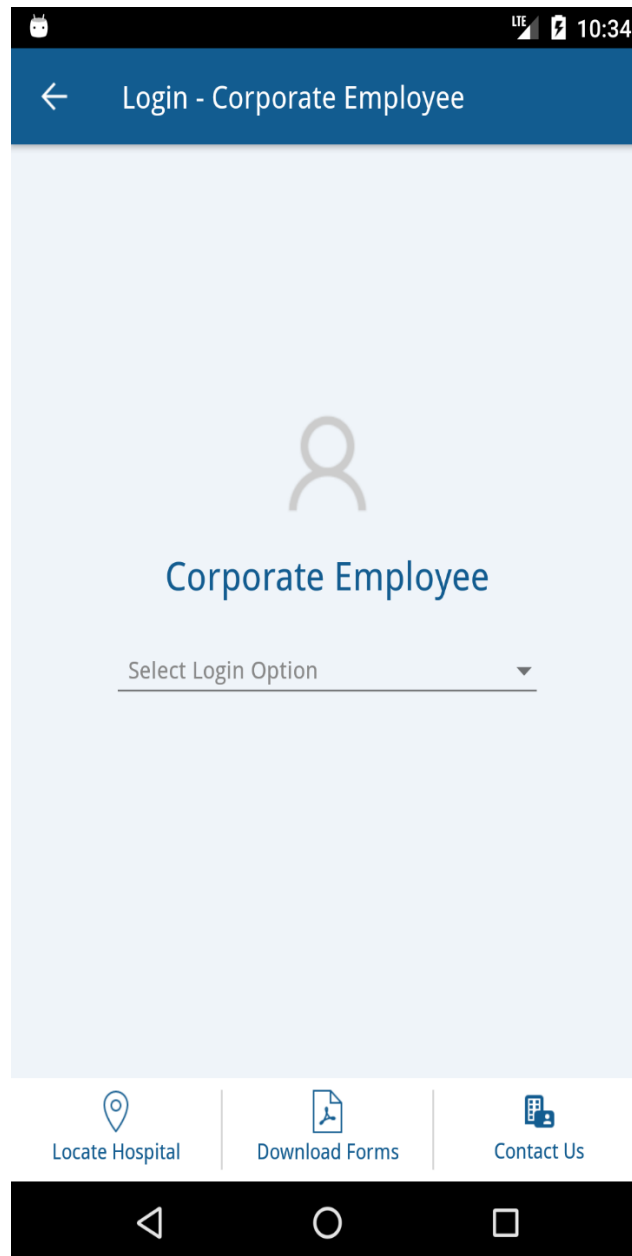 LTE 10:34
Login - Corporate Employee
Corporate Employee
Select Login Option
Locate Hospital
Download Forms
Contact Us